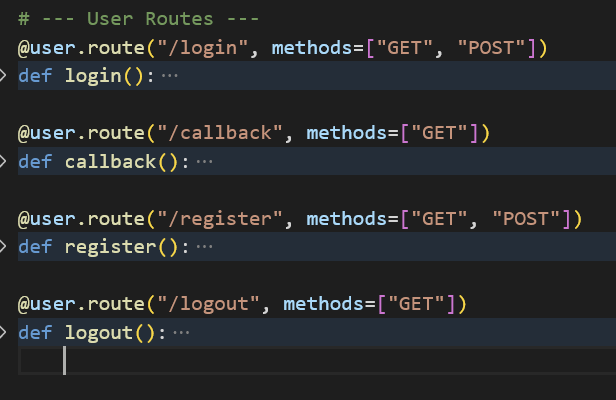 # --- User Routes ---
@user.route("/login", methods=["GET", "POST"])
def login():···
@user.route("/callback", methods=["GET"])
def callback():···
@user.route("/register", methods=["GET", "POST"])
def register():···
@user.route("/logout", methods=["GET"])
def logout():···